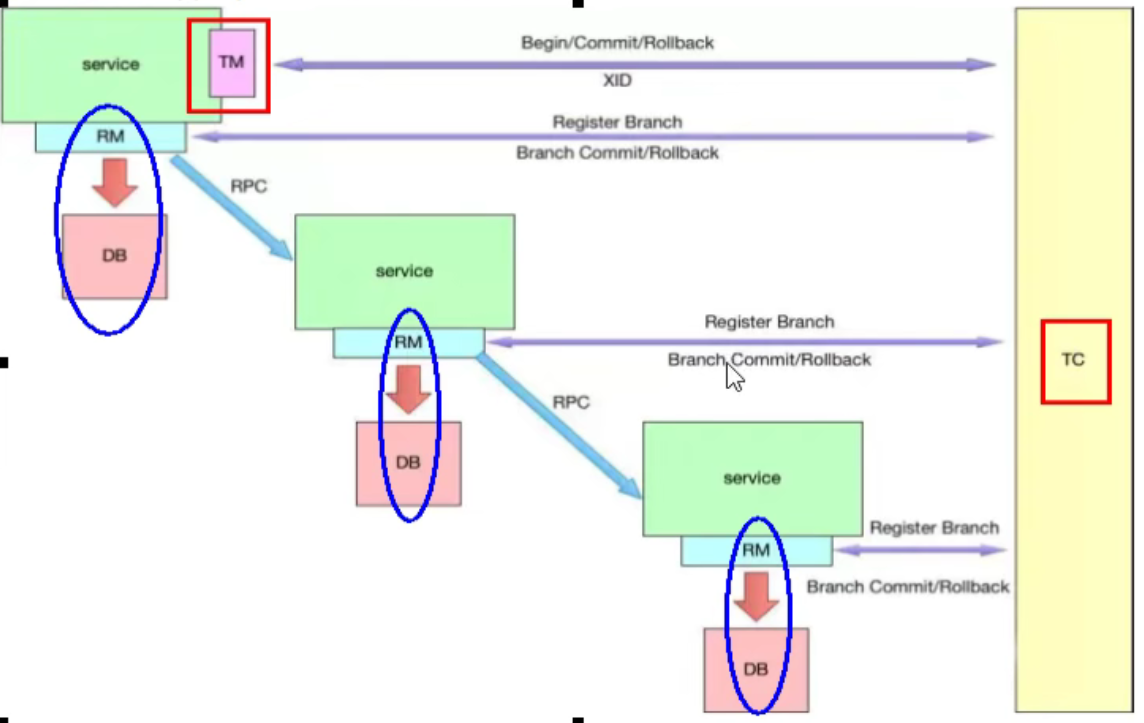 Begin/Commit/Rollback
service
TM
XID
Register Branch
RM
Branch Commit/Rollback
RPC
DB
service
Register Branch
RM
Branch Commit/Rollback
TC
RPC
DB
service
Register Branch
RM
Branch Commit/Rollback
DB